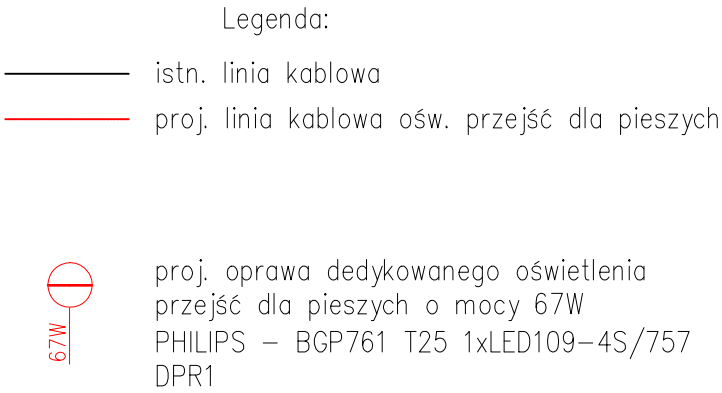 Legenda:
istn. linia kablowa
proj. linia kablowa ośw. przejść dla pieszych
proj. oprawa dedykowanego oświetlenia
przejść dla pieszych o mocy 67W
67W
PHILIPS – BGP761 T25 1xLED109–4S/757
DPR1